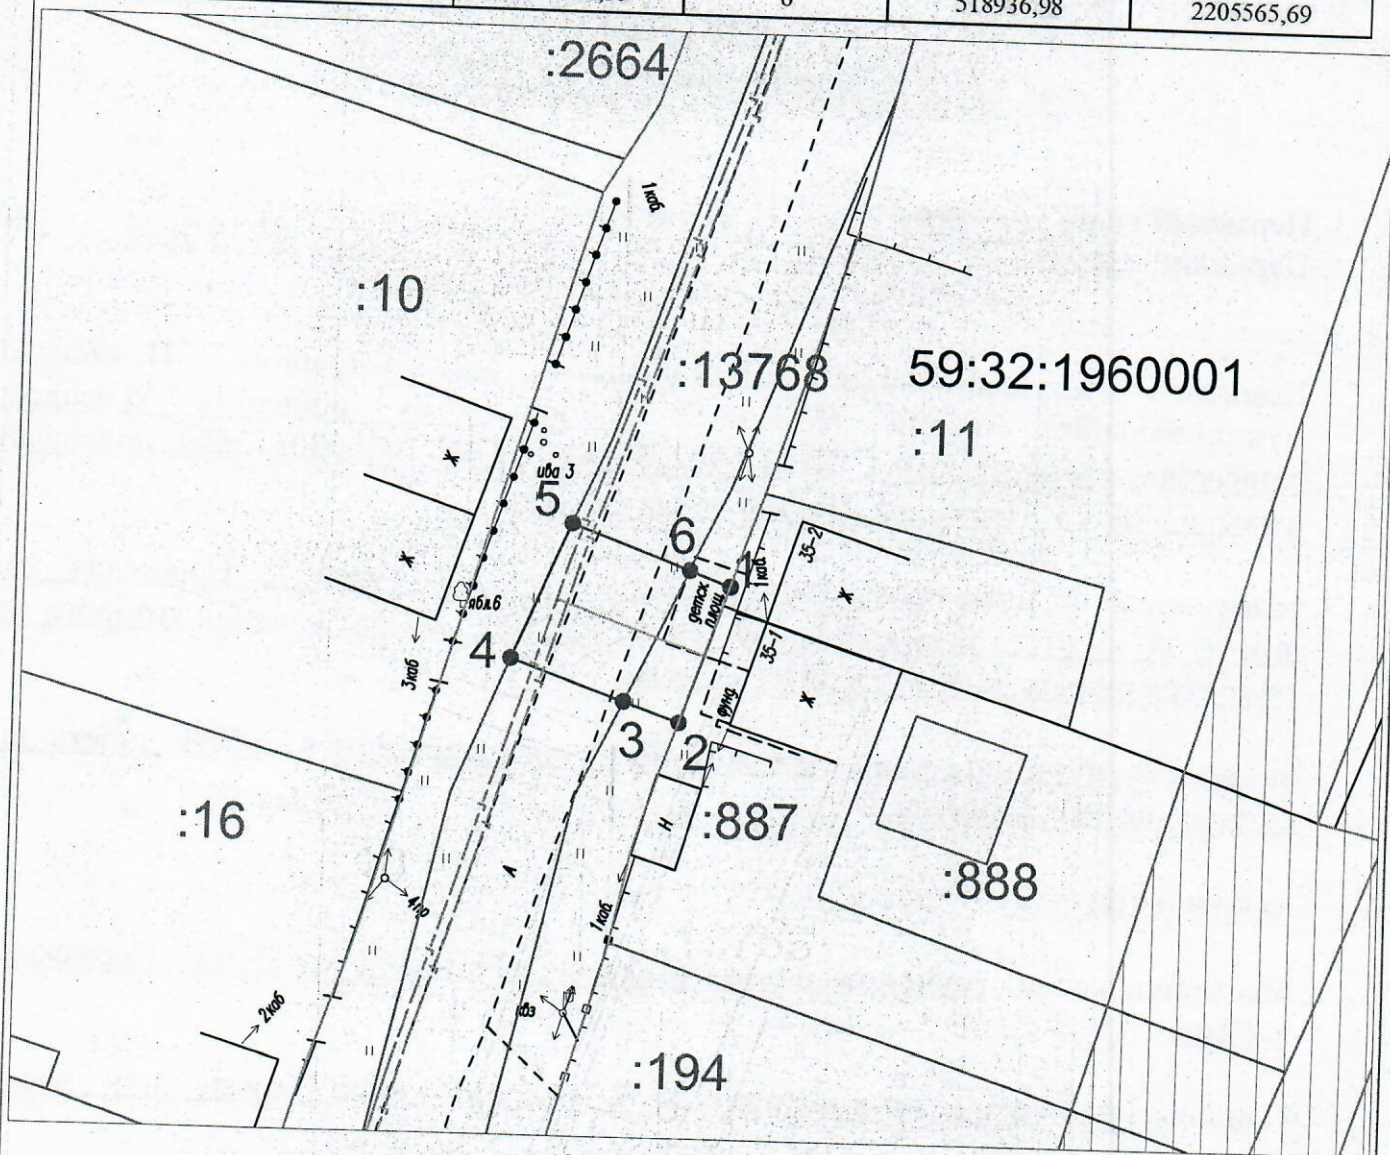 6
518936,98
2205565,69
:2664
1каб.
:10
:13768
59:32:1960001
:11
Ж
ива 3
5
6
1
1каб.
35-2
Ж
детск.
площ.
Ж
ябл.6
4
35-1
3каб
фунд.
Ж
3
2
:16
Н
:887
А
:888
4пр
1каб.
2каб
:194